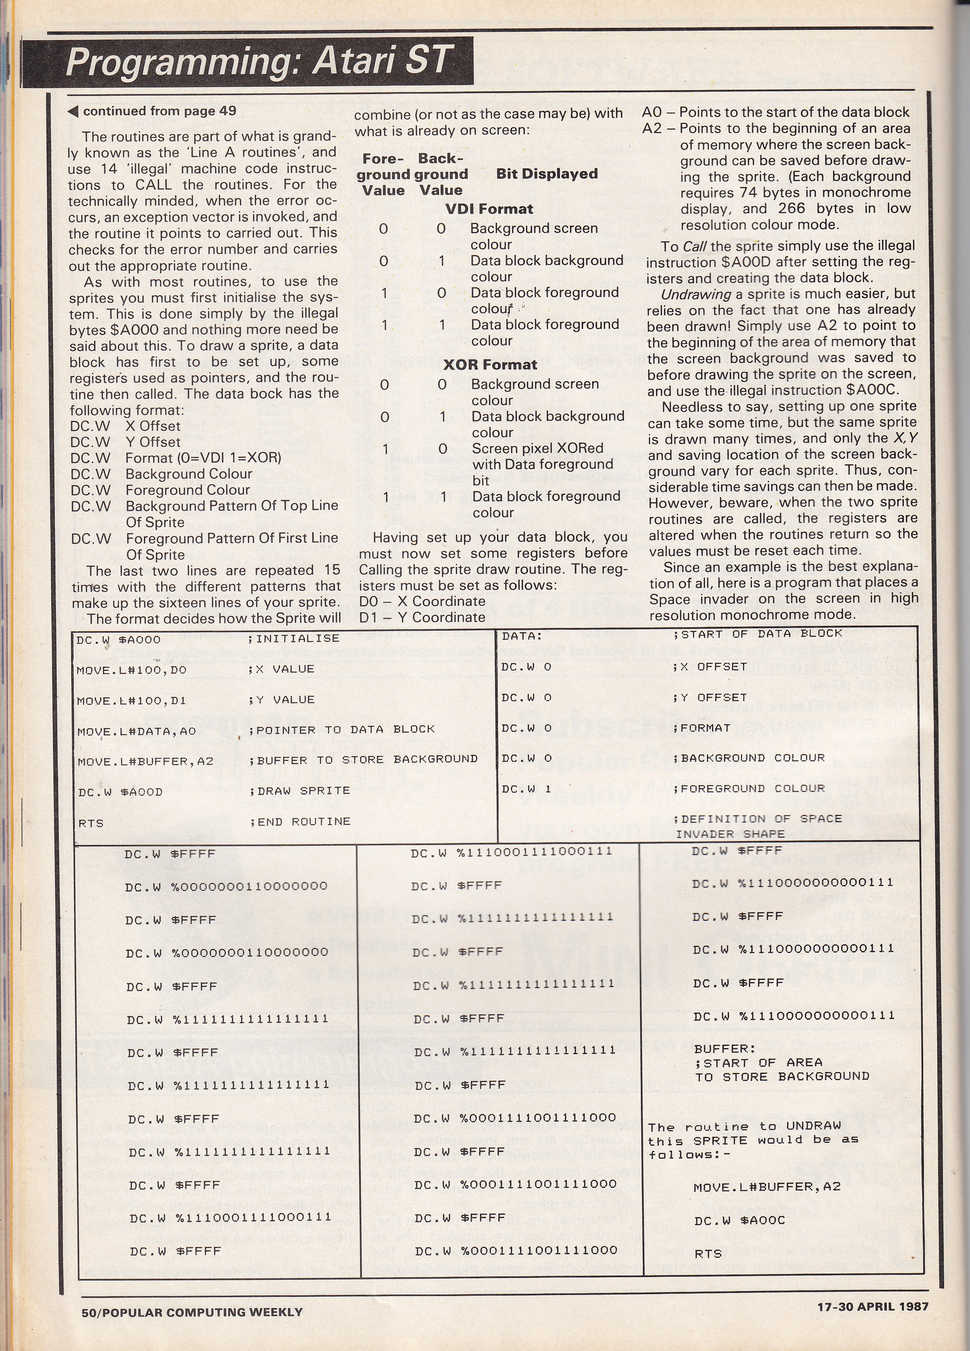 Programming: Atari ST
◀ continued from page 49
The routines are part of what is grand-
ly known as the 'Line A routines', and
use 14 'illegal' machine code instruc-
tions to CALL the routines. For the
technically minded, when the error oc-
curs, an exception vector is invoked, and
the routine it points to carried out. This
checks for the error number and carries
out the appropriate routine.
As with most routines, to use the
sprites you must first initialise the sys-
tem. This is done simply by the illegal
bytes $A000 and nothing more need be
said about this. To draw a sprite, a data
block has first to be set up, some
registers used as pointers, and the rou-
tine then called. The data bock has the
following format:
DC.W X Offset
DC.W Y Offset
DC.W Format (0=VDI 1=XOR)
DC.W Background Colour
DC.W Foreground Colour
DC.W Background Pattern Of Top Line
Of Sprite
DC.W Foreground Pattern Of First Line
Of Sprite
The last two lines are repeated 15
times with the different patterns that
make up the sixteen lines of your sprite.
The format decides how the Sprite will
combine (or not as the case may be) with
what is already on screen:
Fore- Back-
ground ground Bit Displayed
Value Value
VDI Format
0 0 Background screen
colour
0 1 Data block background
colour
1 0 Data block foreground
colour
1 1 Data block foreground
colour
XOR Format
0 0 Background screen
colour
0 1 Data block background
colour
1 0 Screen pixel XORed
with Data foreground
bit
1 1 Data block foreground
colour
Having set up your data block, you
must now set some registers before
Calling the sprite draw routine. The reg-
isters must be set as follows:
D0 – X Coordinate
D1 – Y Coordinate
A0 – Points to the start of the data block
A2 – Points to the beginning of an area
of memory where the screen back-
ground can be saved before draw-
ing the sprite. (Each background
requires 74 bytes in monochrome
display, and 266 bytes in low
resolution colour mode.
To Call the sprite simply use the illegal
instruction $A00D after setting the reg-
isters and creating the data block.
Undrawing a sprite is much easier, but
relies on the fact that one has already
been drawn! Simply use A2 to point to
the beginning of the area of memory that
the screen background was saved to
before drawing the sprite on the screen,
and use the illegal instruction $A00C.
Needless to say, setting up one sprite
can take some time, but the same sprite
is drawn many times, and only the X,Y
and saving location of the screen back-
ground vary for each sprite. Thus, con-
siderable time savings can then be made.
However, beware, when the two sprite
routines are called, the registers are
altered when the routines return so the
values must be reset each time.
Since an example is the best explana-
tion of all, here is a program that places a
Space invader on the screen in high
resolution monochrome mode.
DC.W $A000 ;INITIALISE
MOVE.L#100,D0 ;X VALUE
MOVE.L#100,D1 ;Y VALUE
MOVE.L#DATA,A0 ;POINTER TO DATA BLOCK
MOVE.L#BUFFER,A2 ;BUFFER TO STORE BACKGROUND
DC.W $A00D ;DRAW SPRITE
RTS ;END ROUTINE
DATA: ;START OF DATA BLOCK
DC.W 0 ;X OFFSET
DC.W 0 ;Y OFFSET
DC.W 0 ;FORMAT
DC.W 0 ;BACKGROUND COLOUR
DC.W 1 ;FOREGROUND COLOUR
;DEFINITION OF SPACE
INVADER SHAPE
DC.W $FFFF
DC.W %0000000110000000
DC.W $FFFF
DC.W %0000000110000000
DC.W $FFFF
DC.W %1111111111111111
DC.W $FFFF
DC.W %1111111111111111
DC.W $FFFF
DC.W %1111111111111111
DC.W $FFFF
DC.W %1110001111000111
DC.W $FFFF
DC.W %1110001111000111
DC.W $FFFF
DC.W %1111111111111111
DC.W $FFFF
DC.W %1111111111111111
DC.W $FFFF
DC.W %1111111111111111
DC.W $FFFF
DC.W %0001111001111000
DC.W $FFFF
DC.W %0001111001111000
DC.W $FFFF
DC.W %0001111001111000
DC.W $FFFF
DC.W %1110000000000111
DC.W $FFFF
DC.W %1110000000000111
DC.W $FFFF
DC.W %1110000000000111
BUFFER:
;START OF AREA
TO STORE BACKGROUND
The routine to UNDRAW
this SPRITE would be as
follows:-
MOVE.L#BUFFER,A2
DC.W $A00C
RTS
50/POPULAR COMPUTING WEEKLY
17-30 APRIL 1987